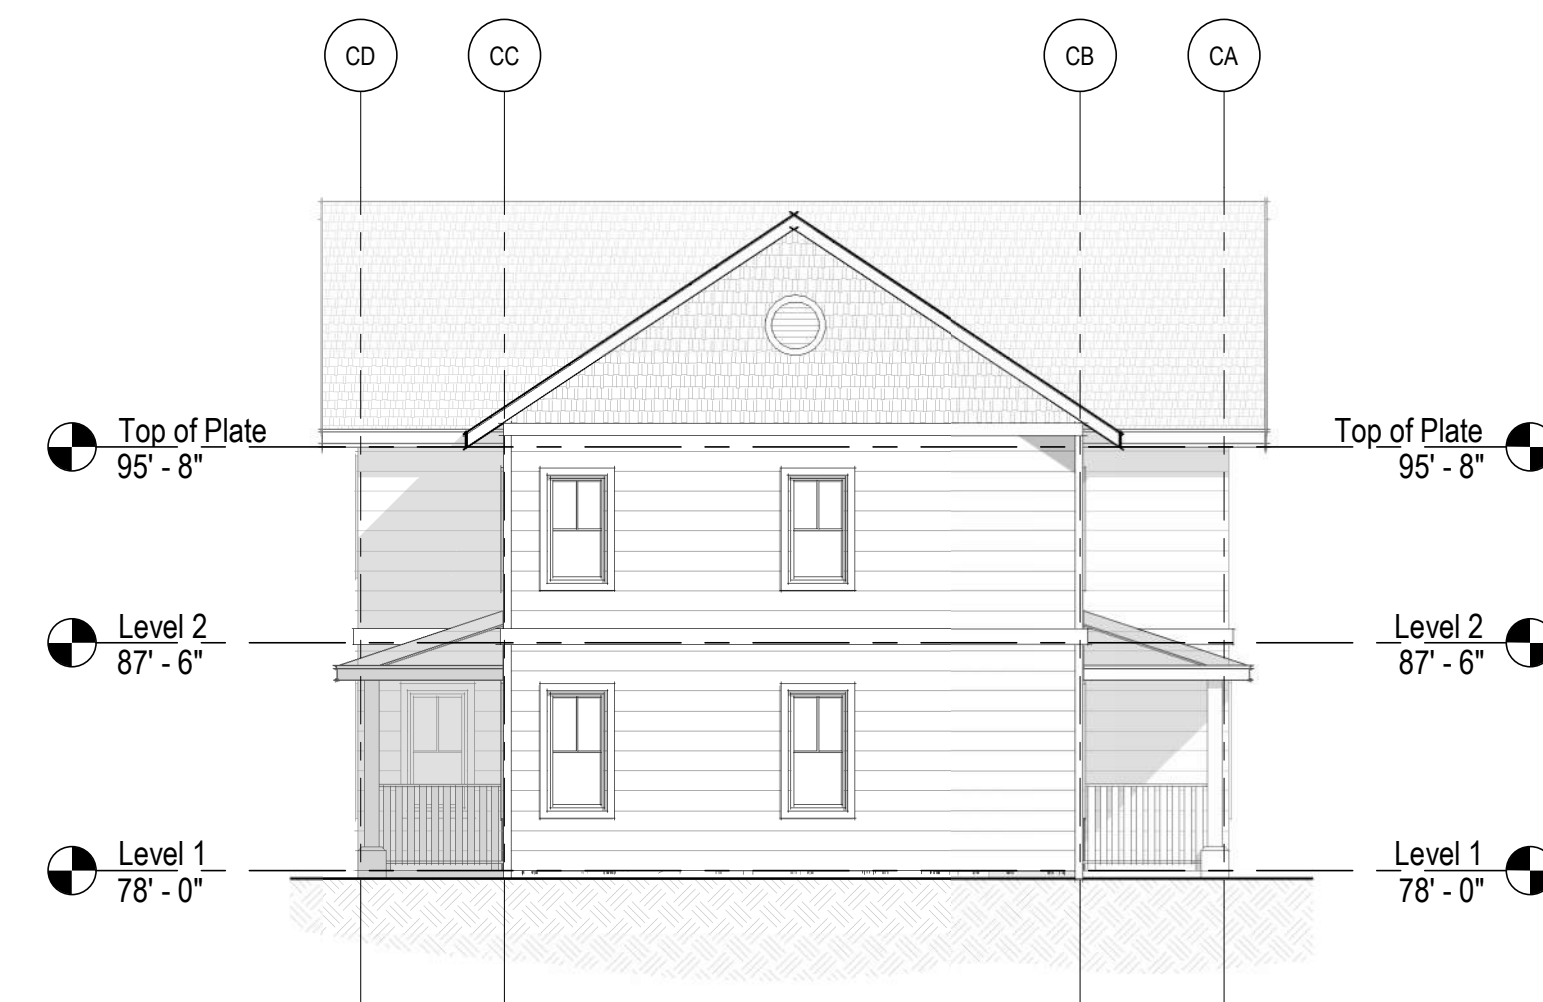 CD
CC
CB
CA
Top of Plate
95' - 8"
Top of Plate
95' - 8"
Level 2
87' - 6"
Level 2
87' - 6"
Level 1
78' - 0"
Level 1
78' - 0"